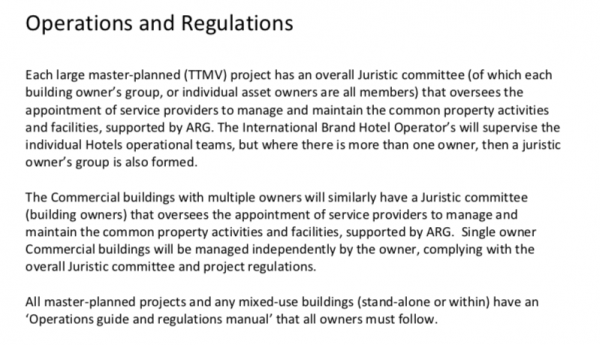 Operations and Regulations
Each large master-planned (TTMV) project has an overall Juristic committee (of which each
building owner's group, or individual asset owners are all members) that oversees the
appointment of service providers to manage and maintain the common property activities
and facilities, supported by ARG. The International Brand Hotel Operator's will supervise the
individual Hotels operational teams, but where there is more than one owner, then a juristic
owner's group is also formed.
The Commercial buildings with multiple owners will similarly have a Juristic committee
(building owners) that oversees the appointment of service providers to manage and
maintain the common property activities and facilities, supported by ARG.  Single owner
Commercial buildings will be managed independently by the owner, complying with the
overall Juristic committee and project regulations.
All master-planned projects and any mixed-use buildings (stand-alone or within) have an
'Operations guide and regulations manual' that all owners must follow.